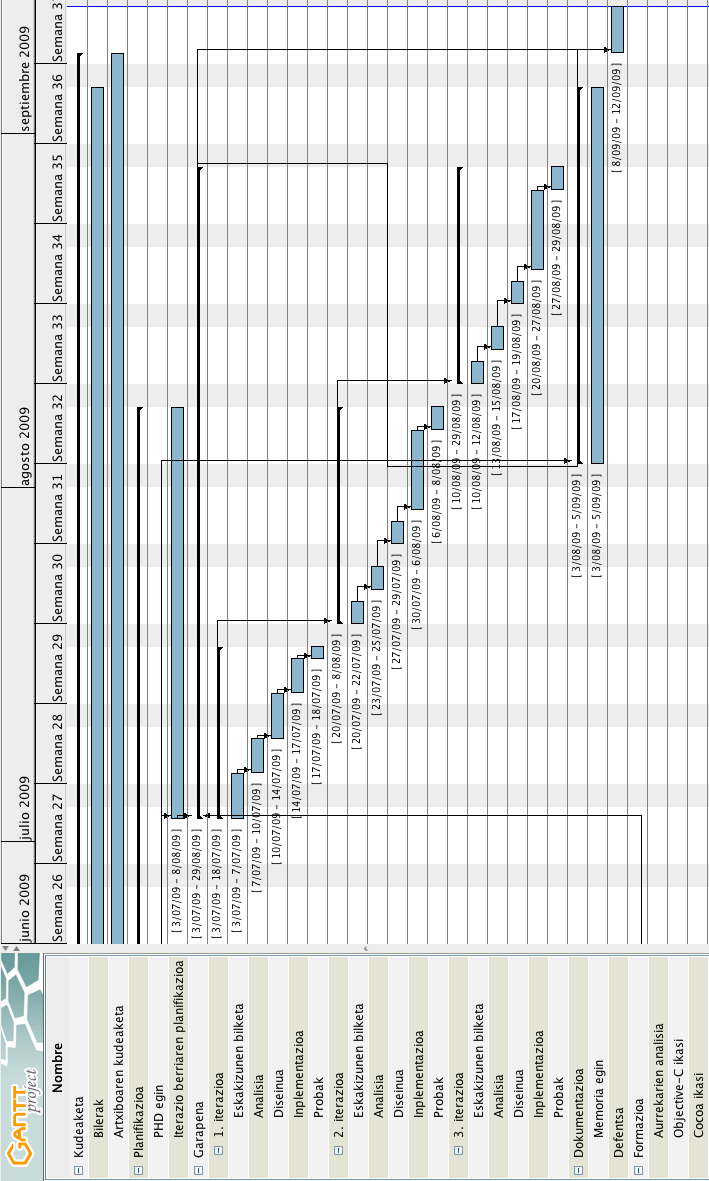 GANTT
project
Nombre
Kudeaketa
Bilerak
Artxiboaren kudeaketa
Planifikazioa
PHD egin
Iterazio berriaren planifikazioa
Garapena
1. iterazioa
Eskakizunen bilketa
Analisia
Diseinua
Inplementazioa
Probak
2. iterazioa
Eskakizunen bilketa
Analisia
Diseinua
Inplementazioa
Probak
3. iterazioa
Eskakizunen bilketa
Analisia
Diseinua
Inplementazioa
Probak
Dokumentazioa
Memoria egin
Defentsa
Formazioa
Aurrekarien analisia
Objective-C ikasi
Cocoa ikasi
junio 2009
julio 2009
agosto 2009
septiembre 2009
Semana 26
Semana 27
Semana 28
Semana 29
Semana 30
Semana 31
Semana 32
Semana 33
Semana 34
Semana 35
Semana 36
Semana 3
[ 3/07/09 - 8/08/09 ]
[ 3/07/09 - 29/08/09 ]
[ 3/07/09 - 18/07/09 ]
[ 3/07/09 - 7/07/09 ]
[ 7/07/09 - 10/07/09 ]
[ 10/07/09 - 14/07/09 ]
[ 14/07/09 - 17/07/09 ]
[ 17/07/09 - 18/07/09 ]
[ 20/07/09 - 8/08/09 ]
[ 20/07/09 - 22/07/09 ]
[ 23/07/09 - 25/07/09 ]
[ 27/07/09 - 29/07/09 ]
[ 30/07/09 - 6/08/09 ]
[ 6/08/09 - 8/08/09 ]
[ 10/08/09 - 29/08/09 ]
[ 10/08/09 - 12/08/09 ]
[ 13/08/09 - 15/08/09 ]
[ 17/08/09 - 19/08/09 ]
[ 20/08/09 - 27/08/09 ]
[ 27/08/09 - 29/08/09 ]
[ 3/08/09 - 5/09/09 ]
[ 3/08/09 - 5/09/09 ]
[ 8/09/09 - 12/09/09 ]